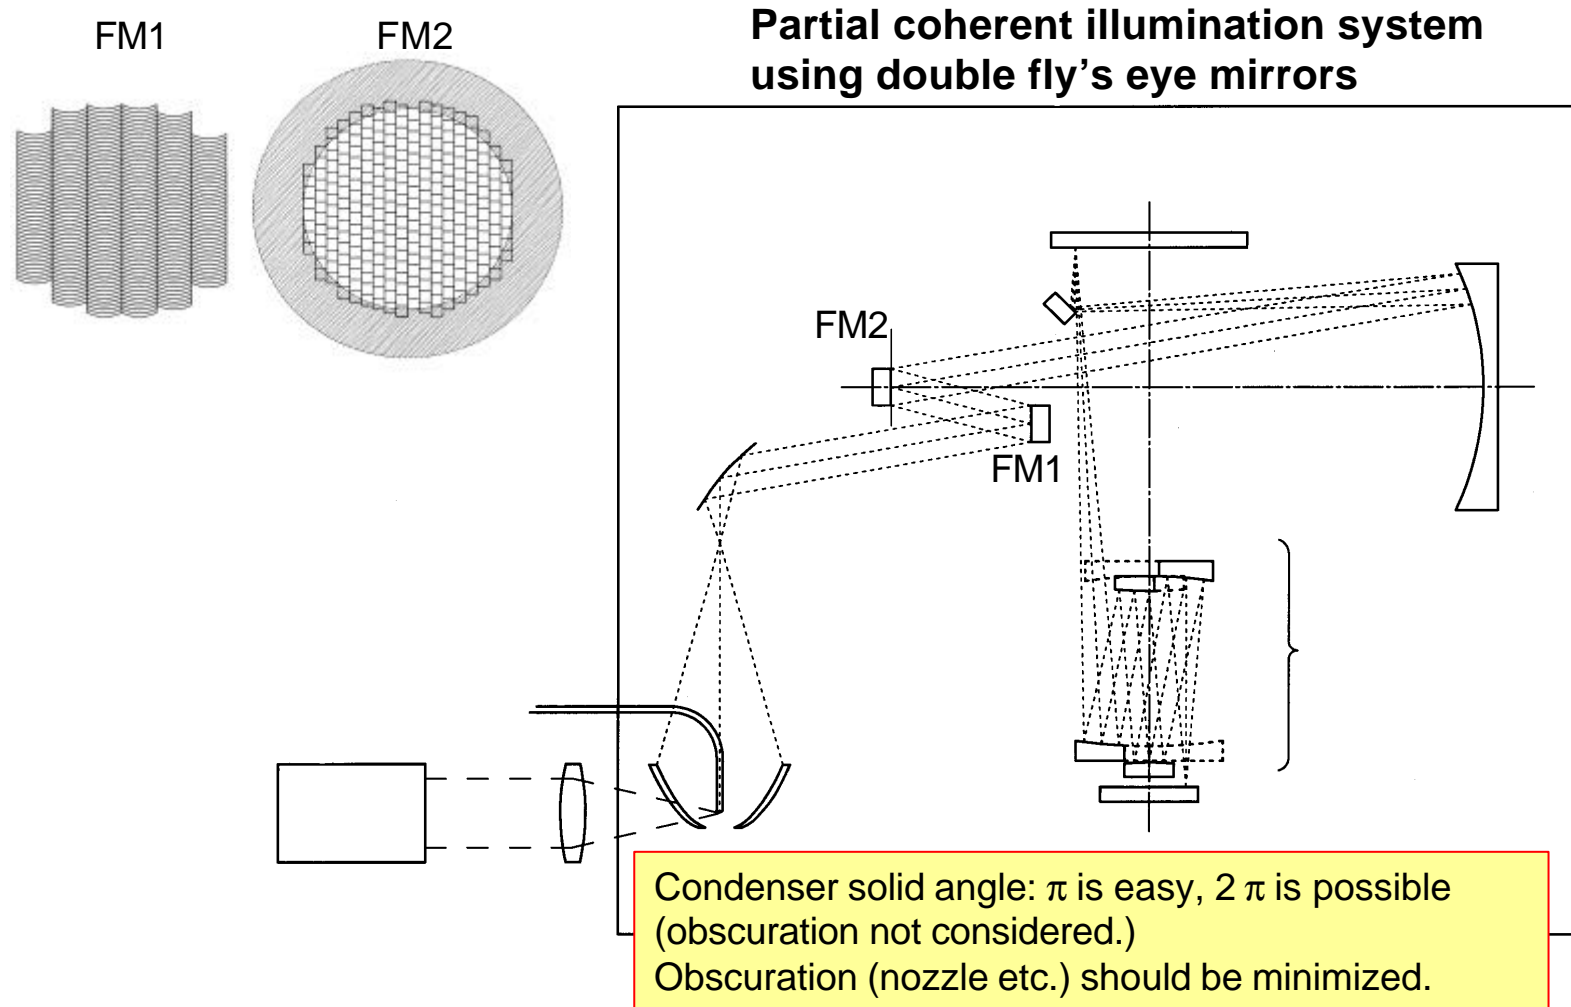 FM1
FM2
Partial coherent illumination system
using double fly's eye mirrors
FM2
FM1
Condenser solid angle: π is easy, 2 π is possible
(obscuration not considered.)
Obscuration (nozzle etc.) should be minimized.